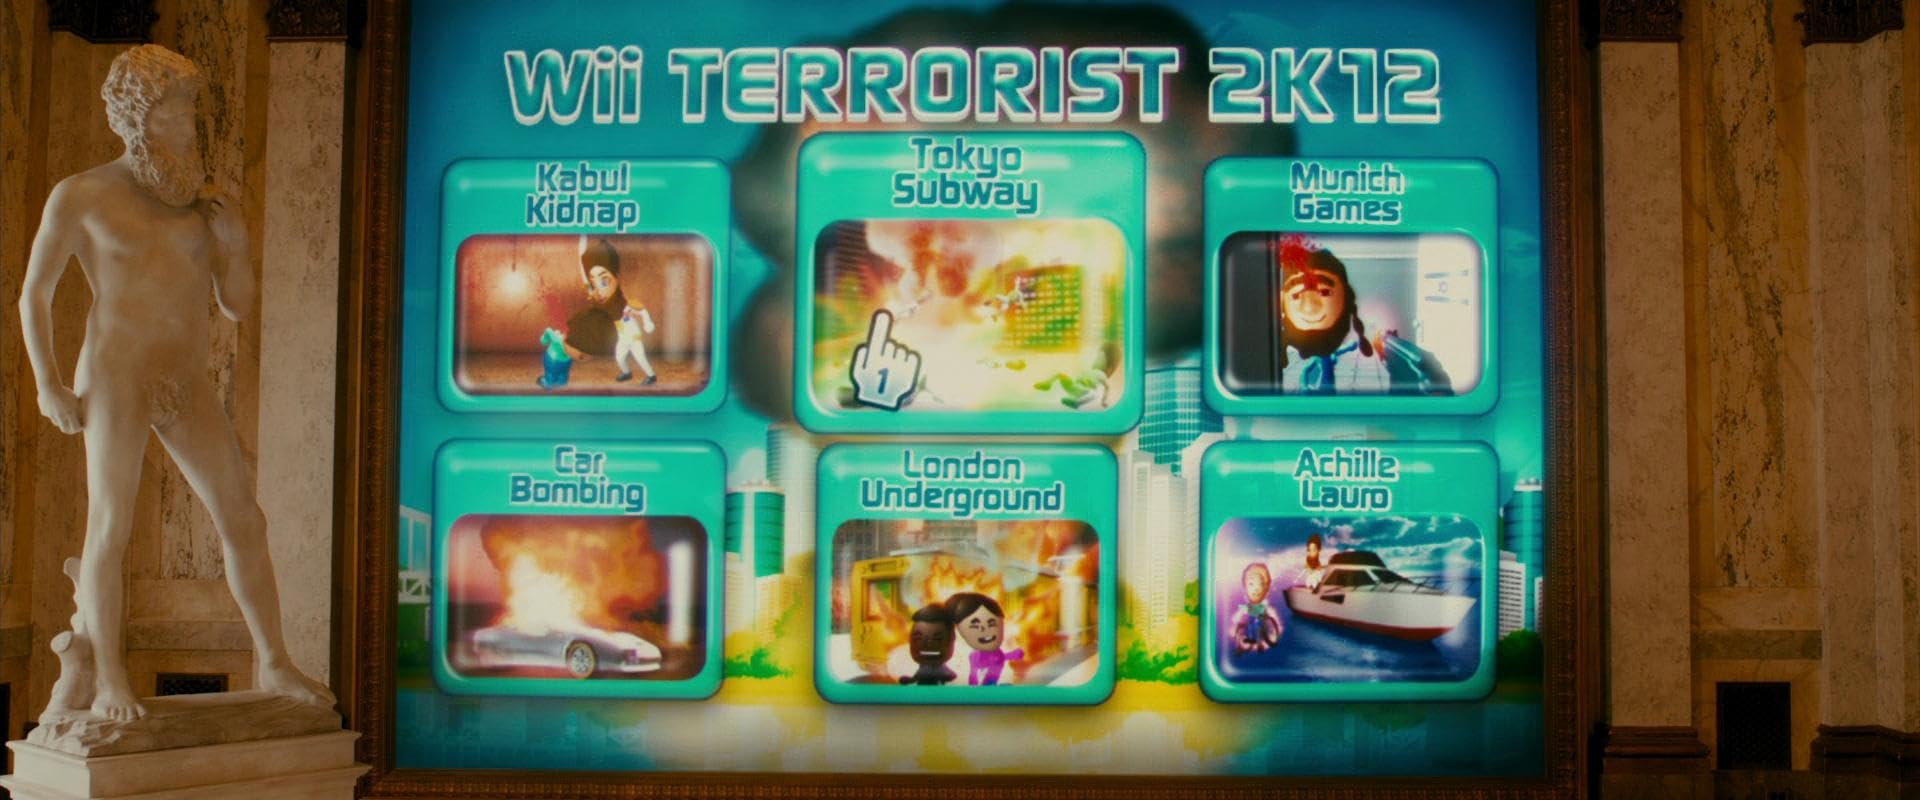 Wii TERRORIST 2K12
Kabul
Kidnap
Tokyo
Subway
Munich
Games
1
Car
Bombing
London
Underground
Achille
Lauro